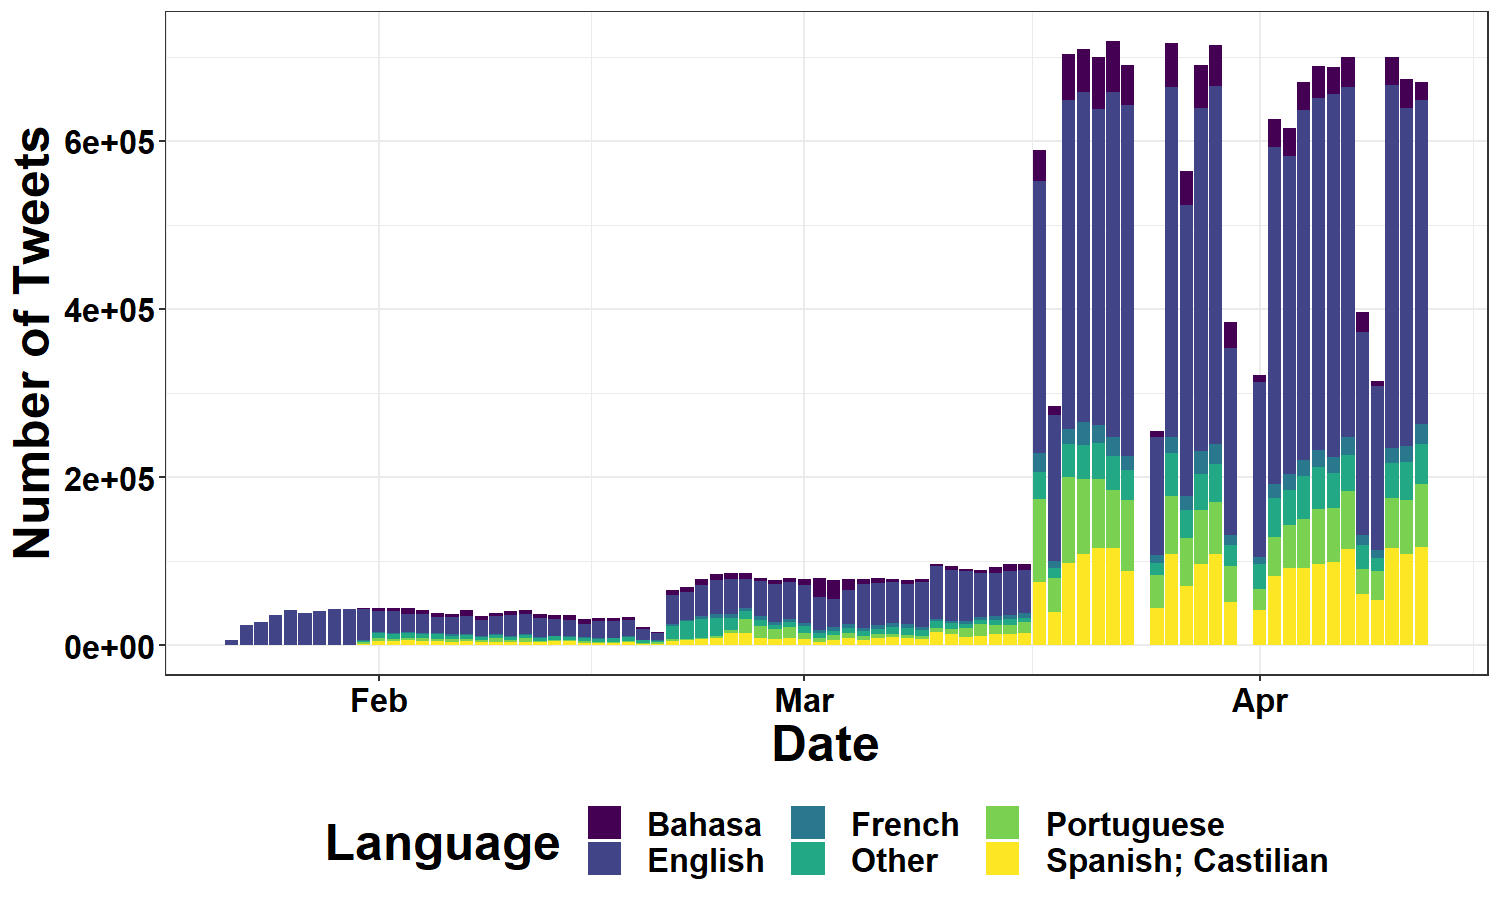 Number of Tweets
6e+05
4e+05
2e+05
0e+00
Feb
Mar
Apr
Date
Language
Bahasa
French
Portuguese
English
Other
Spanish; Castilian